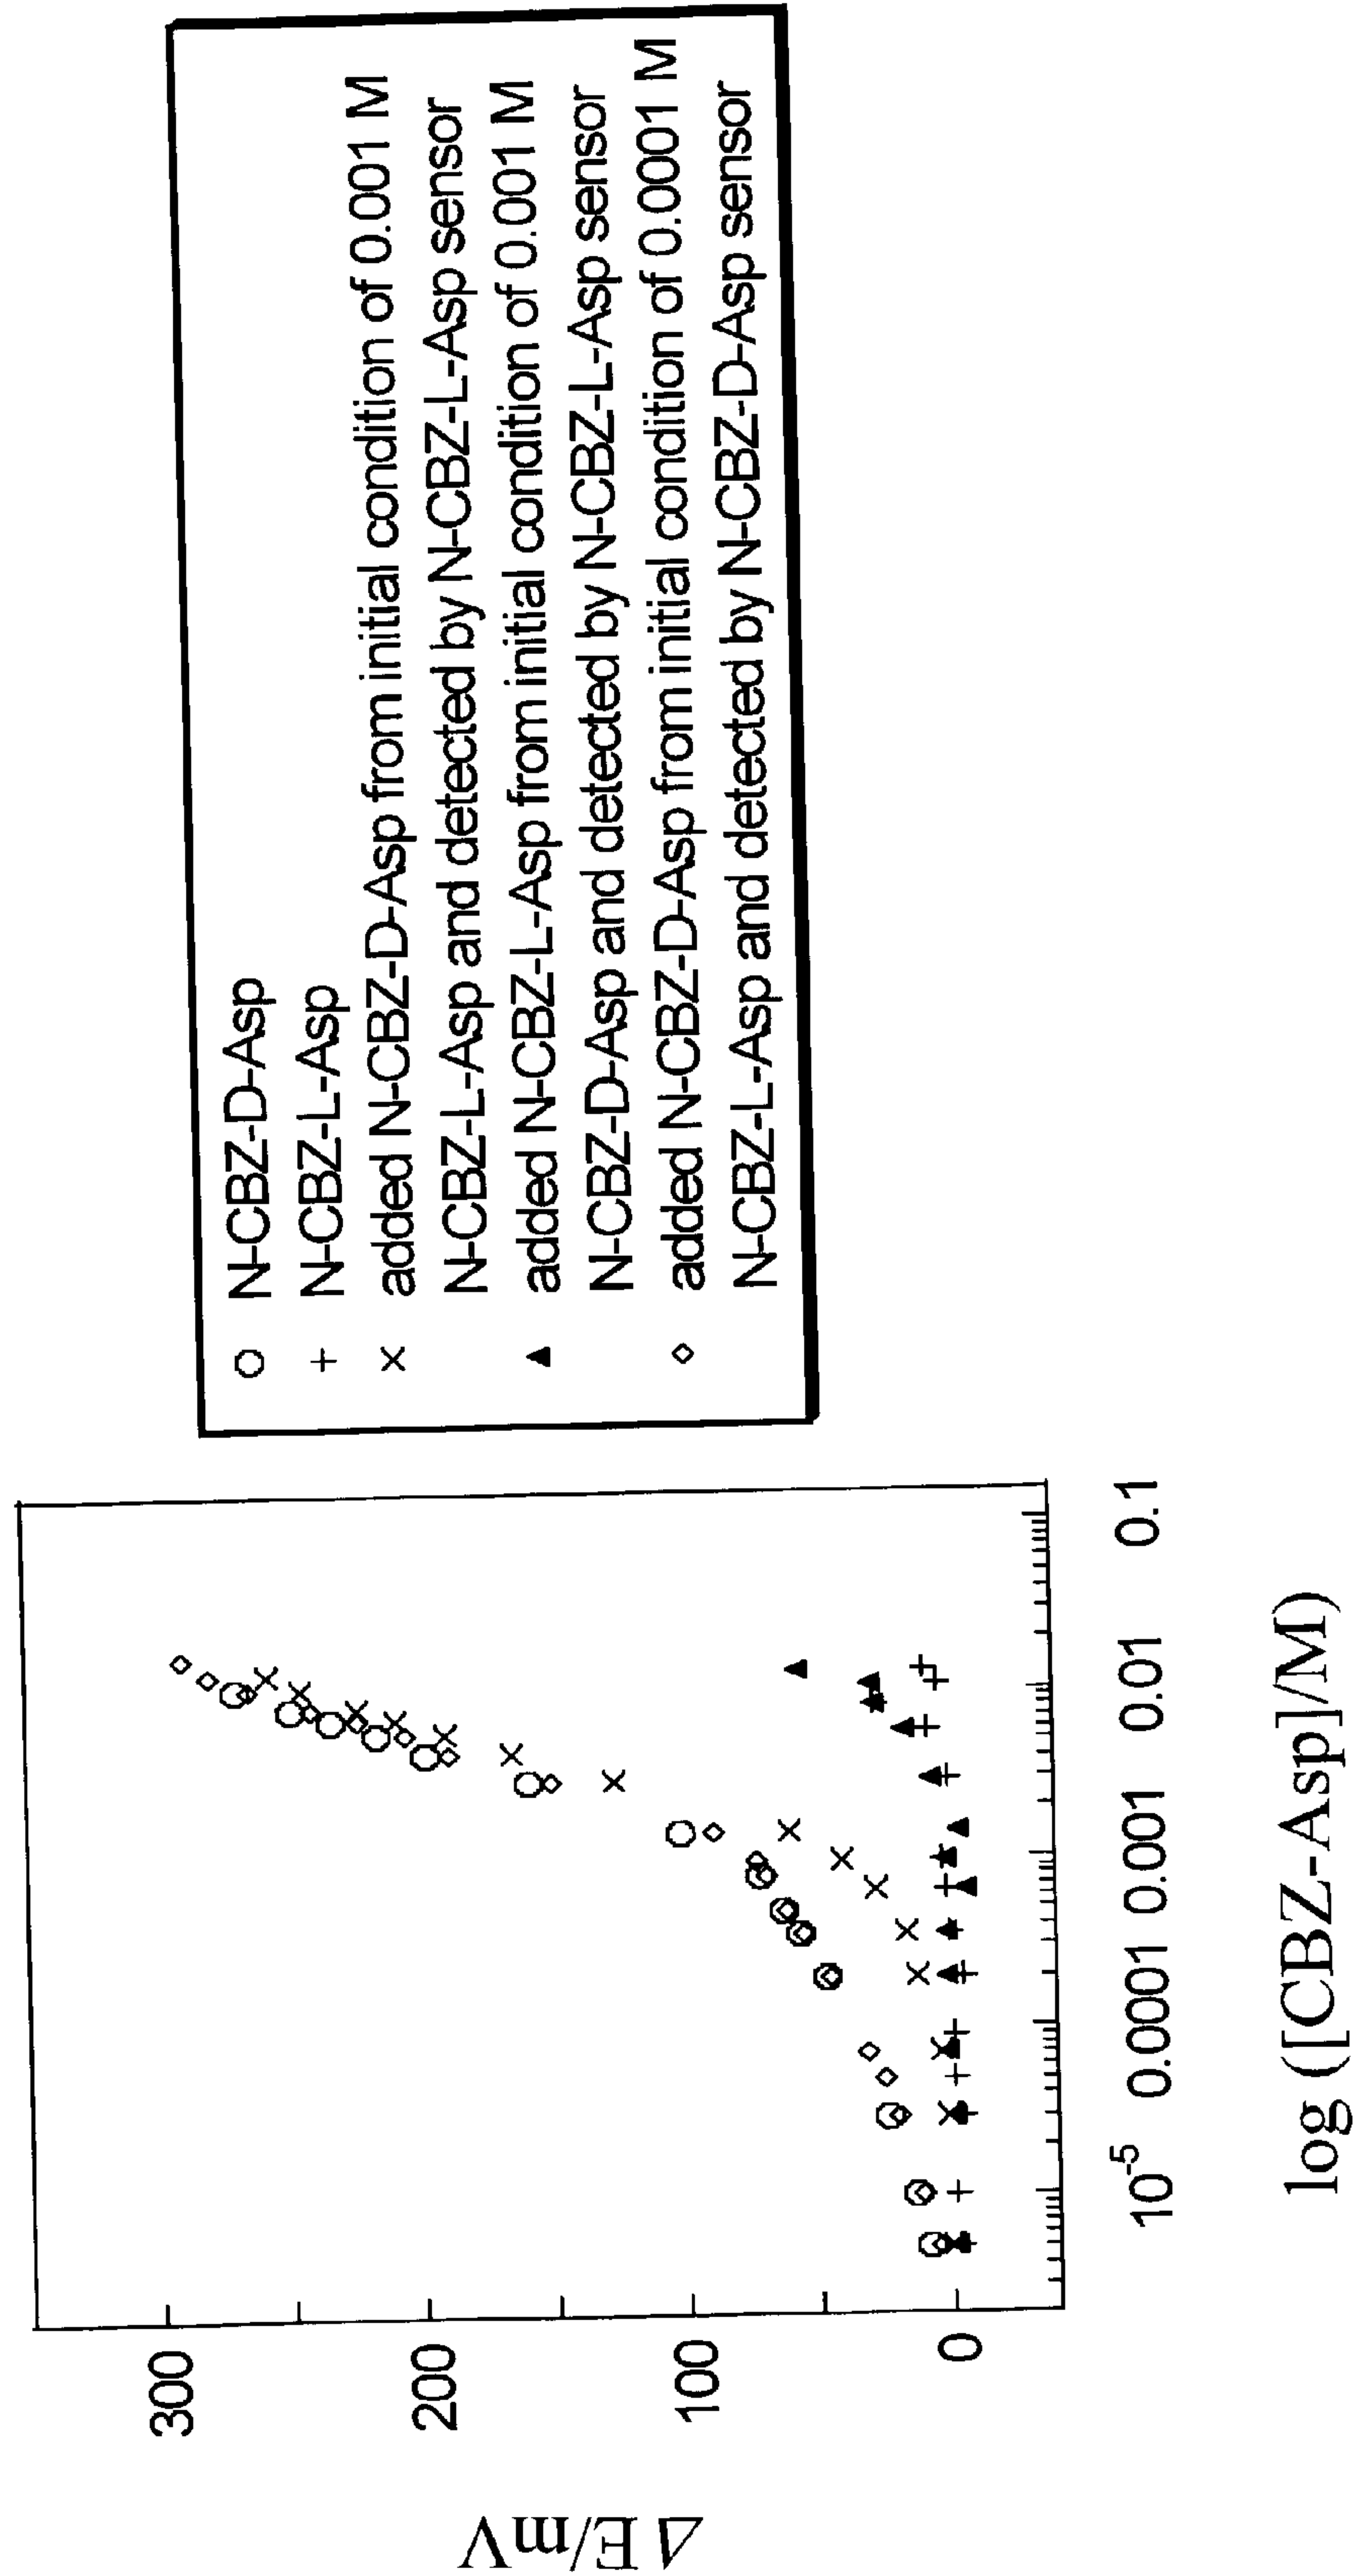 Δ E/mV
300
200
100
0
10-5 0.0001 0.001 0.01 0.1
log ([CBZ-Asp]/M)
N-CBZ-D-Asp
N-CBZ-L-Asp
added N-CBZ-D-Asp from initial condition of 0.001 M
N-CBZ-L-Asp and detected by N-CBZ-L-Asp sensor
added N-CBZ-L-Asp from initial condition of 0.001 M
N-CBZ-D-Asp and detected by N-CBZ-L-Asp sensor
added N-CBZ-D-Asp from initial condition of 0.0001 M
N-CBZ-L-Asp and detected by N-CBZ-D-Asp sensor